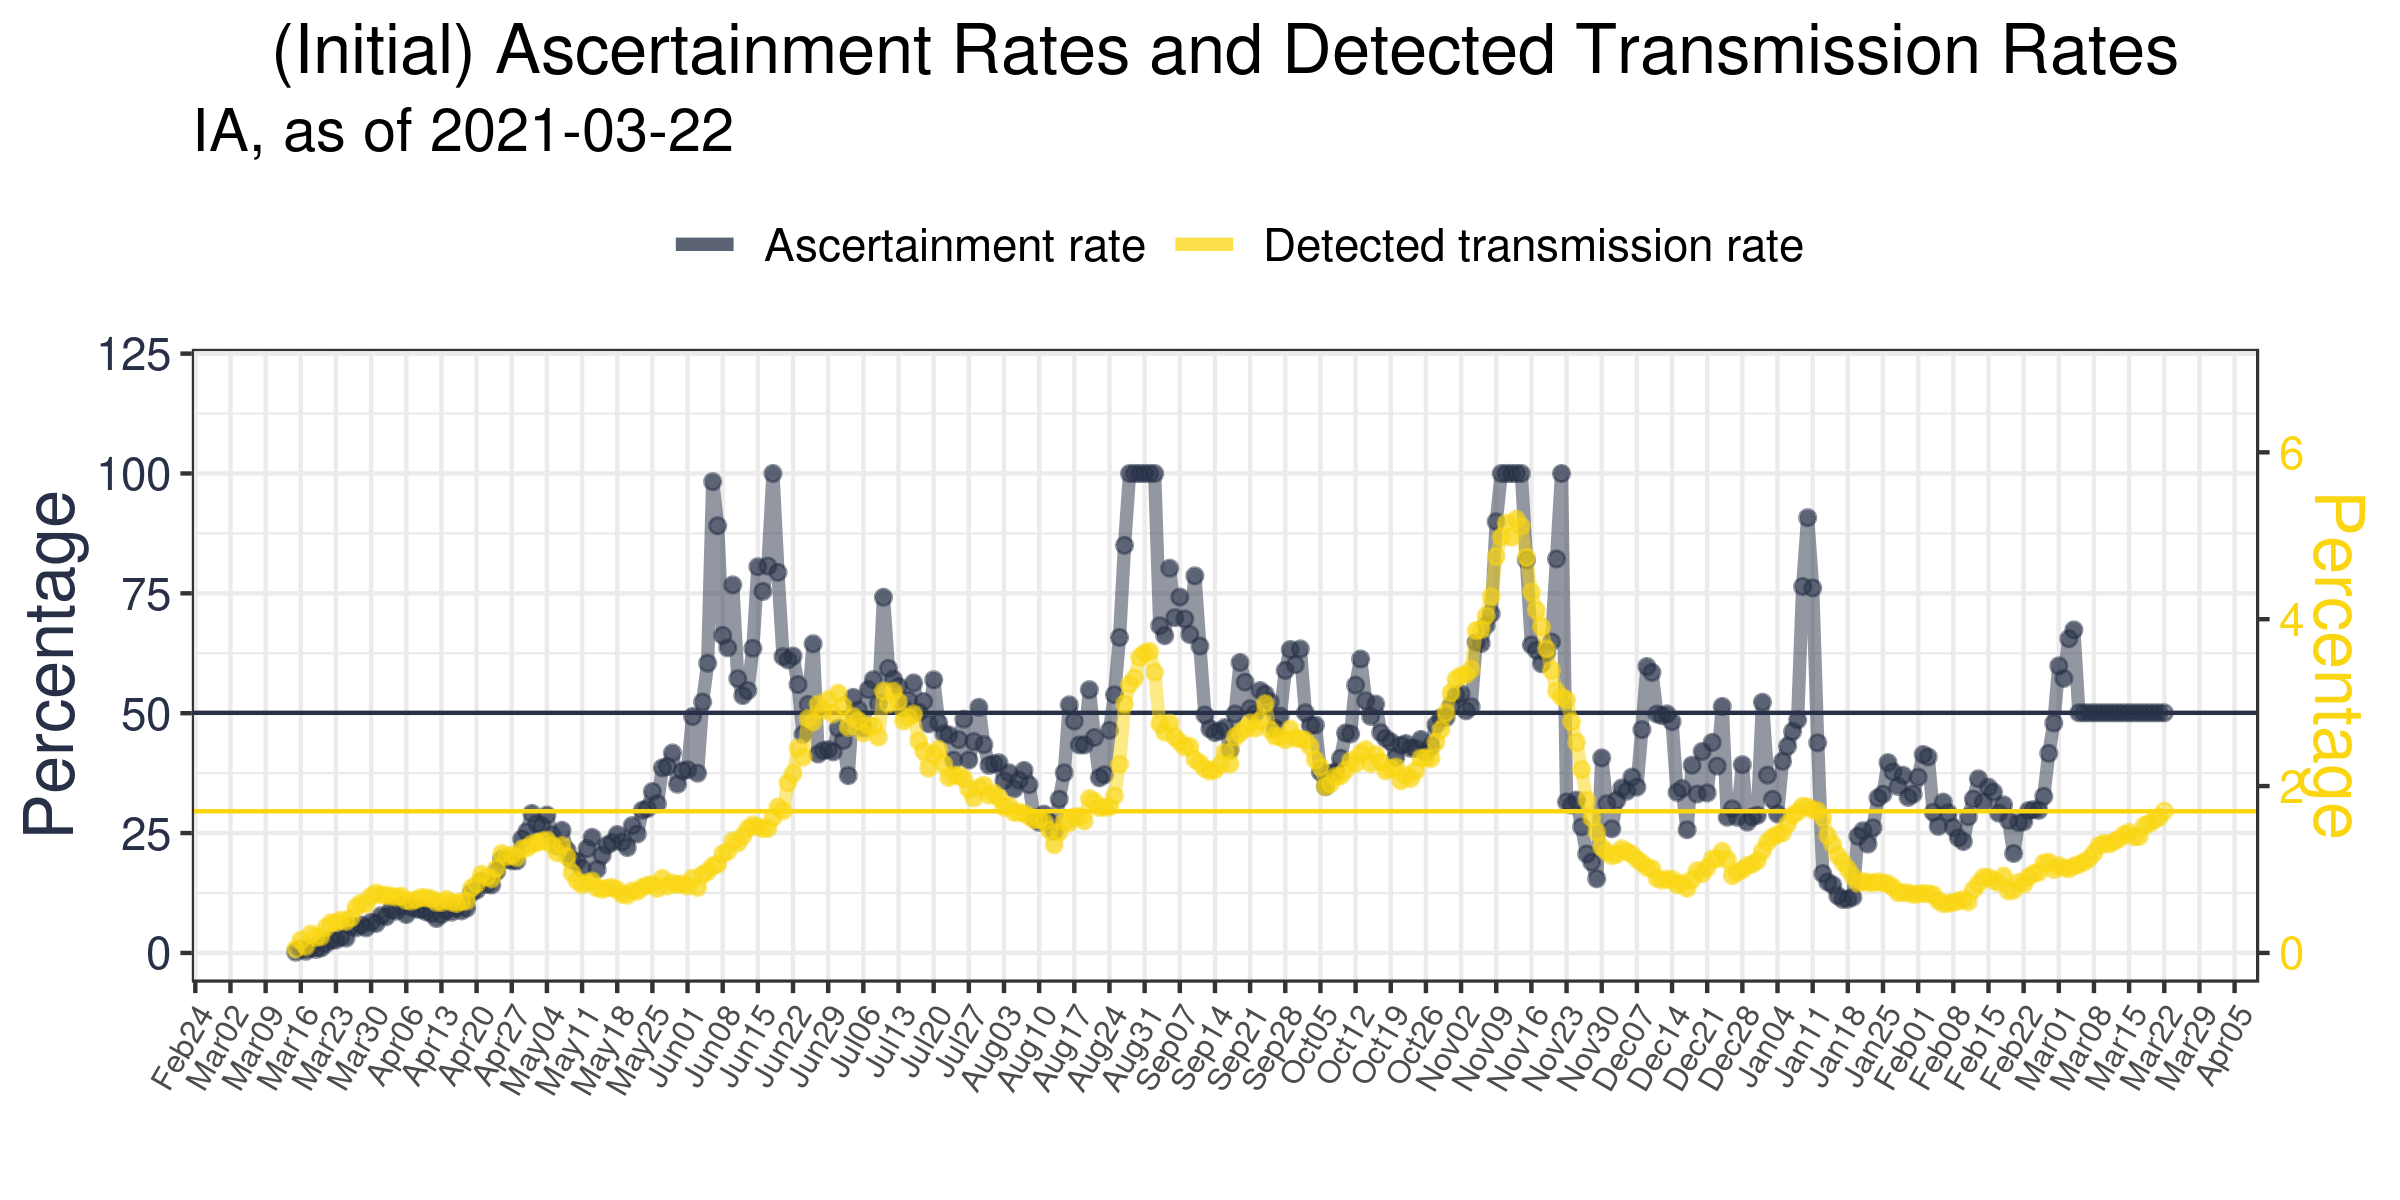 (Initial) Ascertainment Rates and Detected Transmission Rates
IA, as of 2021-03-22
Ascertainment rate
Detected transmission rate
Percentage
125
100
75
50
25
0
6
4
2
0
Percentage
Feb24
Mar02
Mar09
Mar16
Mar23
Mar30
Apr06
Apr13
Apr20
Apr27
May04
May11
May18
May25
Jun01
Jun08
Jun15
Jun22
Jun29
Jul06
Jul13
Jul20
Jul27
Aug03
Aug10
Aug17
Aug24
Aug31
Sep07
Sep14
Sep21
Sep28
Oct05
Oct12
Oct19
Oct26
Nov02
Nov09
Nov16
Nov23
Nov30
Dec07
Dec14
Dec21
Dec28
Jan04
Jan11
Jan18
Jan25
Feb01
Feb08
Feb15
Feb22
Mar01
Mar08
Mar15
Mar22
Mar29
Apr05